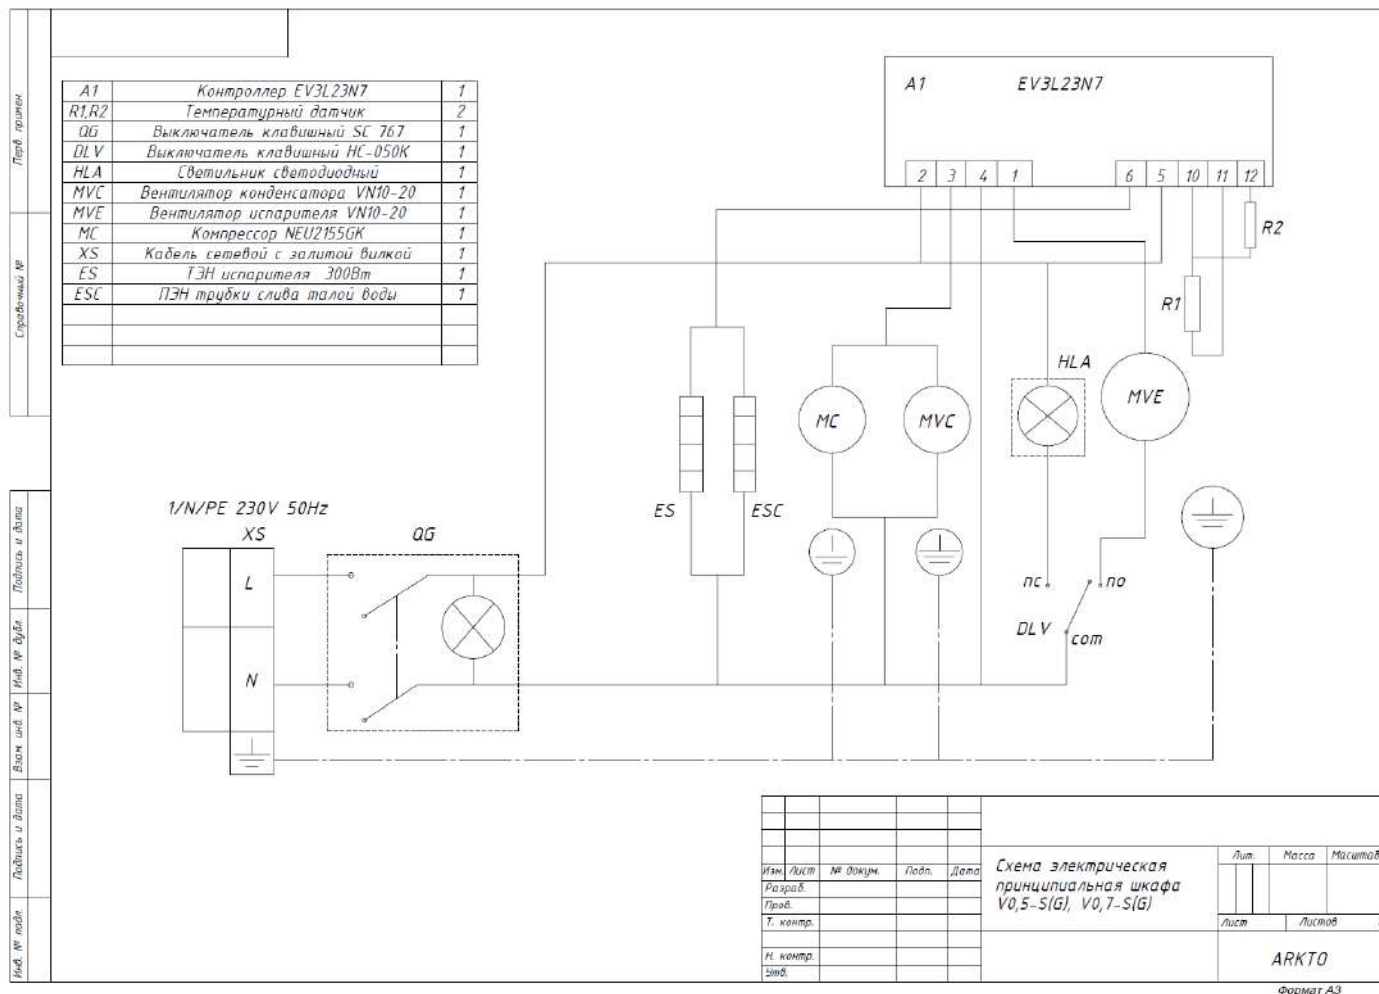 A1 Контроллер EV3L23N7 1
R1,R2 Температурный датчик 2
QG Выключатель клавишный SC 767 1
DLV Выключатель клавишный HC-050K 1
HLA Светильник светодиодный 1
MVC Вентилятор конденсатора VN10-20 1
MVE Вентилятор испарителя VN10-20 1
MC Компрессор NEU2155GK 1
XS Кабель сетевой с залитой вилкой 1
ES ТЭН испарителя 300Вт 1
ESC ПЭН трубки слива талой воды 1
A1 EV3L23N7
2 3 4 1 6 5 10 11 12
R2
R1
HLA
MC MVC MVE
ES ESC
1/N/PE 230V 50Hz
XS QG
L
N
nc no
DLV com
Перв. примен.
Справочный №
Подпись и дата
Инв. № дубл.
Взам. инв. №
Подпись и дата
Инв. № подл.
Изм. Лист № докум. Подп. Дата
Разраб.
Пров.
Т. контр.
Н. контр.
Утв.
Схема электрическая
принципиальная шкафа
V0,5-S(G), V0,7-S(G)
Лит. Масса Масштаб
Лист Листов
ARKTO
Формат А3